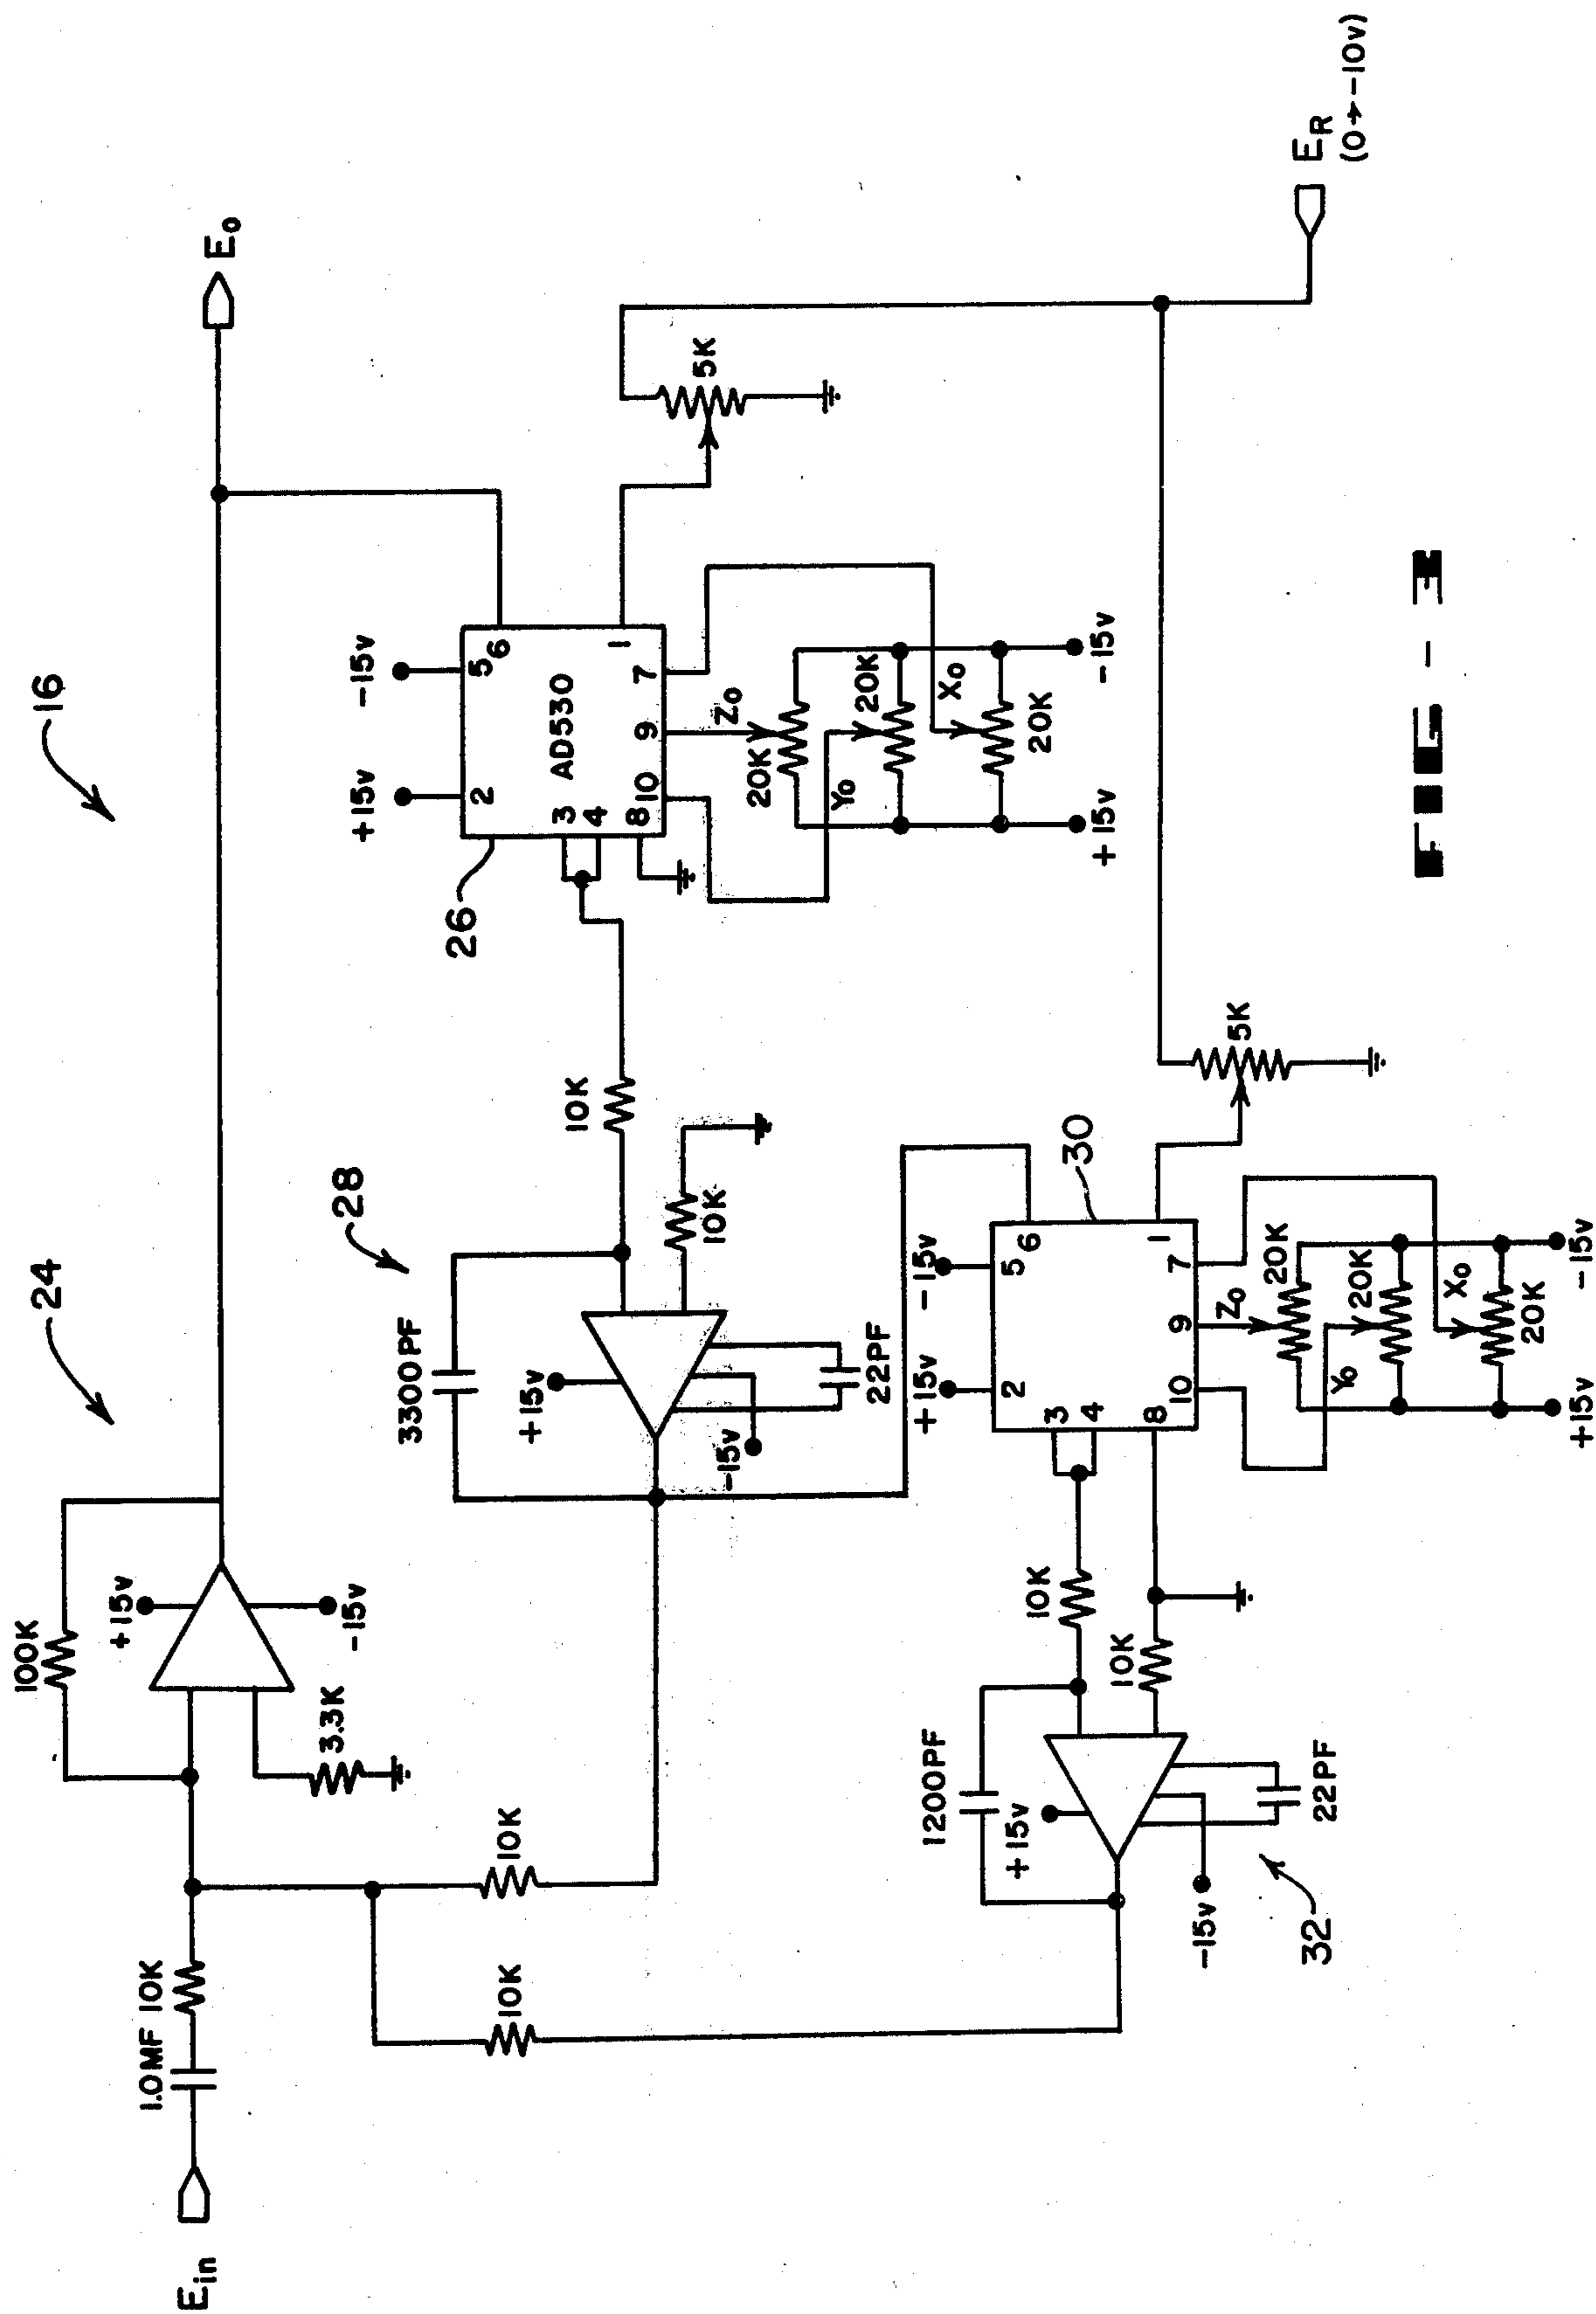 100K
24
16
+15v
1.0MF 10K
Ein
Eo
3.3K
-15v
28
+15v
-15v
3300PF
26
2
5
6
10K
10K
+15v
10K
3
4
AD530
1
8
10
9
7
5K
10K
-15v
Zo
20K
22PF
Yo
20K
Xo
+15v
-15v
+15v
-15v
20K
1200PF
+15v
10K
2
5
6
30
3
4
10K
8
10
9
7
1
-15v
5K
Zo
20K
32
22PF
Yo
20K
Xo
ER
(0→-10v)
+15v
-15v
20K
FIG -